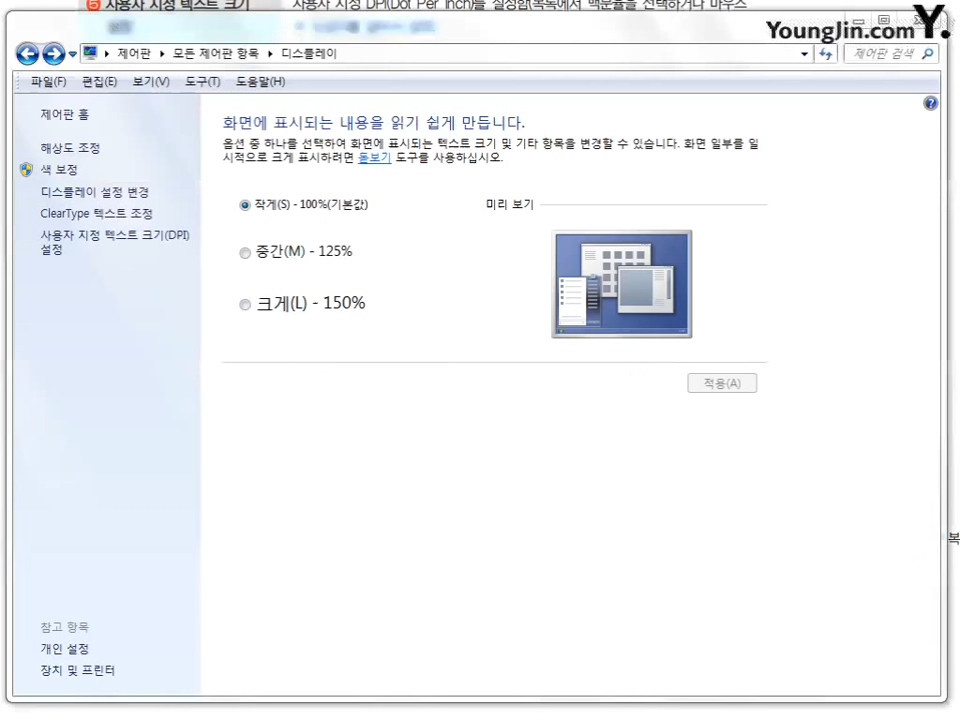 사용자 지정 텍스트 크기
사용자 지정 DPI(Dot Per Inch)를 설정함(목록에서 백분율을 선택하거나 마우스
YoungJin.com Y.
제어판 ▸ 모든 제어판 항목 ▸ 디스플레이
제어판 검색
파일(F) 편집(E) 보기(V) 도구(T) 도움말(H)
제어판 홈
해상도 조정
색 보정
디스플레이 설정 변경
ClearType 텍스트 조정
사용자 지정 텍스트 크기(DPI)
설정
화면에 표시되는 내용을 읽기 쉽게 만듭니다.
옵션 중 하나를 선택하여 화면에 표시되는 텍스트 크기 및 기타 항목을 변경할 수 있습니다. 화면 일부를 일
시적으로 크게 표시하려면 돋보기 도구를 사용하십시오.
작게(S) - 100%(기본값)
미리 보기
중간(M) - 125%
크게(L) - 150%
적용(A)
복
참고 항목
개인 설정
장치 및 프린터